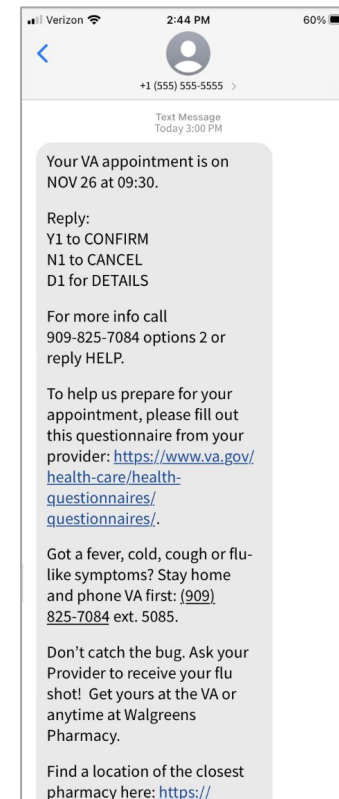 Verizon
2:44 PM
60%
+1 (555) 555-5555 >
Text Message
Today 3:00 PM
Your VA appointment is on
NOV 26 at 09:30.
Reply:
Y1 to CONFIRM
N1 to CANCEL
D1 for DETAILS
For more info call
909-825-7084 options 2 or
reply HELP.
To help us prepare for your
appointment, please fill out
this questionnaire from your
provider: https://www.va.gov/
health-care/health-
questionnaires/
questionnaires/.
Got a fever, cold, cough or flu-
like symptoms? Stay home
and phone VA first: (909)
825-7084 ext. 5085.
Don’t catch the bug. Ask your
Provider to receive your flu
shot! Get yours at the VA or
anytime at Walgreens
Pharmacy.
Find a location of the closest
pharmacy here: https://